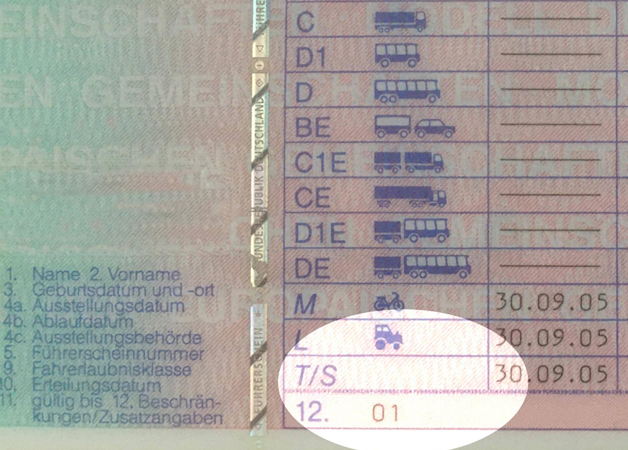 1. Name 2. Vorname
3. Geburtsdatum und -ort
4a. Ausstellungsdatum
4b. Ablaufdatum
4c. Ausstellungsbehörde
5. Führerscheinnummer
9. Fahrerlaubnisklasse
10. Erteilungsdatum
11. gültig bis 12. Beschrän-
kungen/Zusatzangaben
FÜHRERSCHEIN
C
D1
D
BE
C1E
CE
D1E
DE
M 30.09.05
L 30.09.05
T/S 30.09.05
12. 01